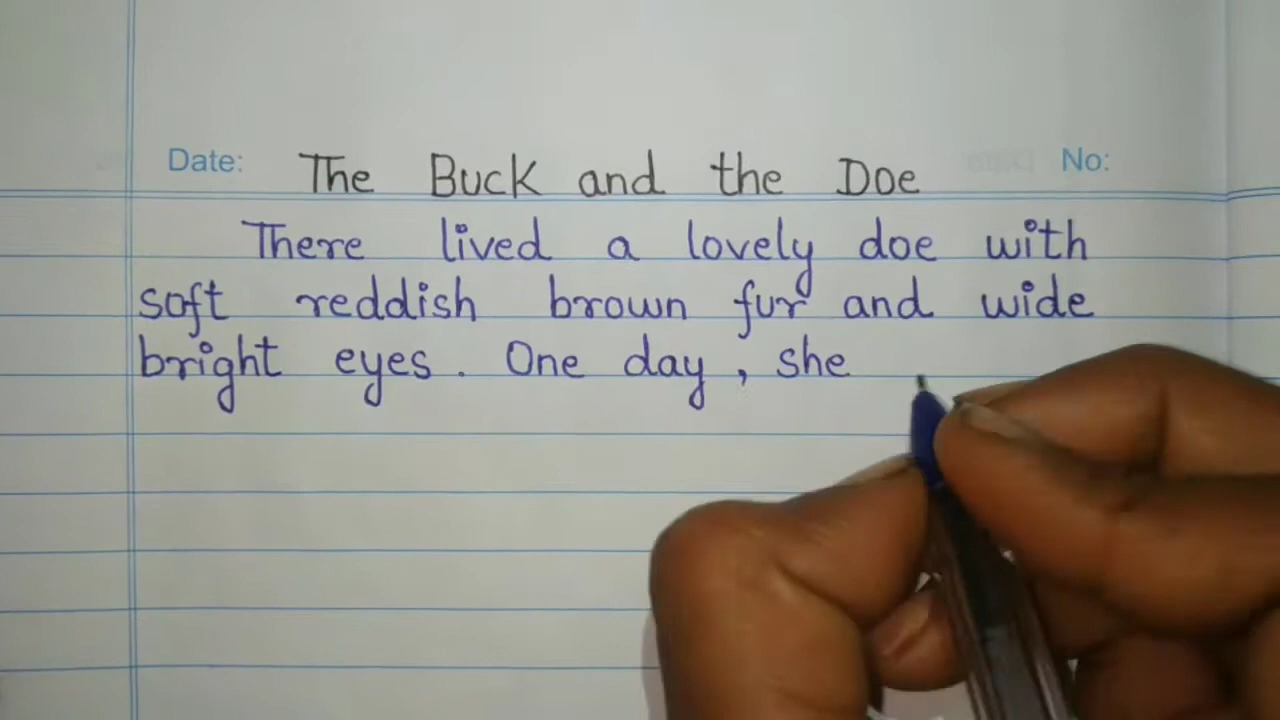 Date: The Buck and the Doe No:
There lived a lovely doe with
soft reddish brown fur and wide
bright eyes. One day, she